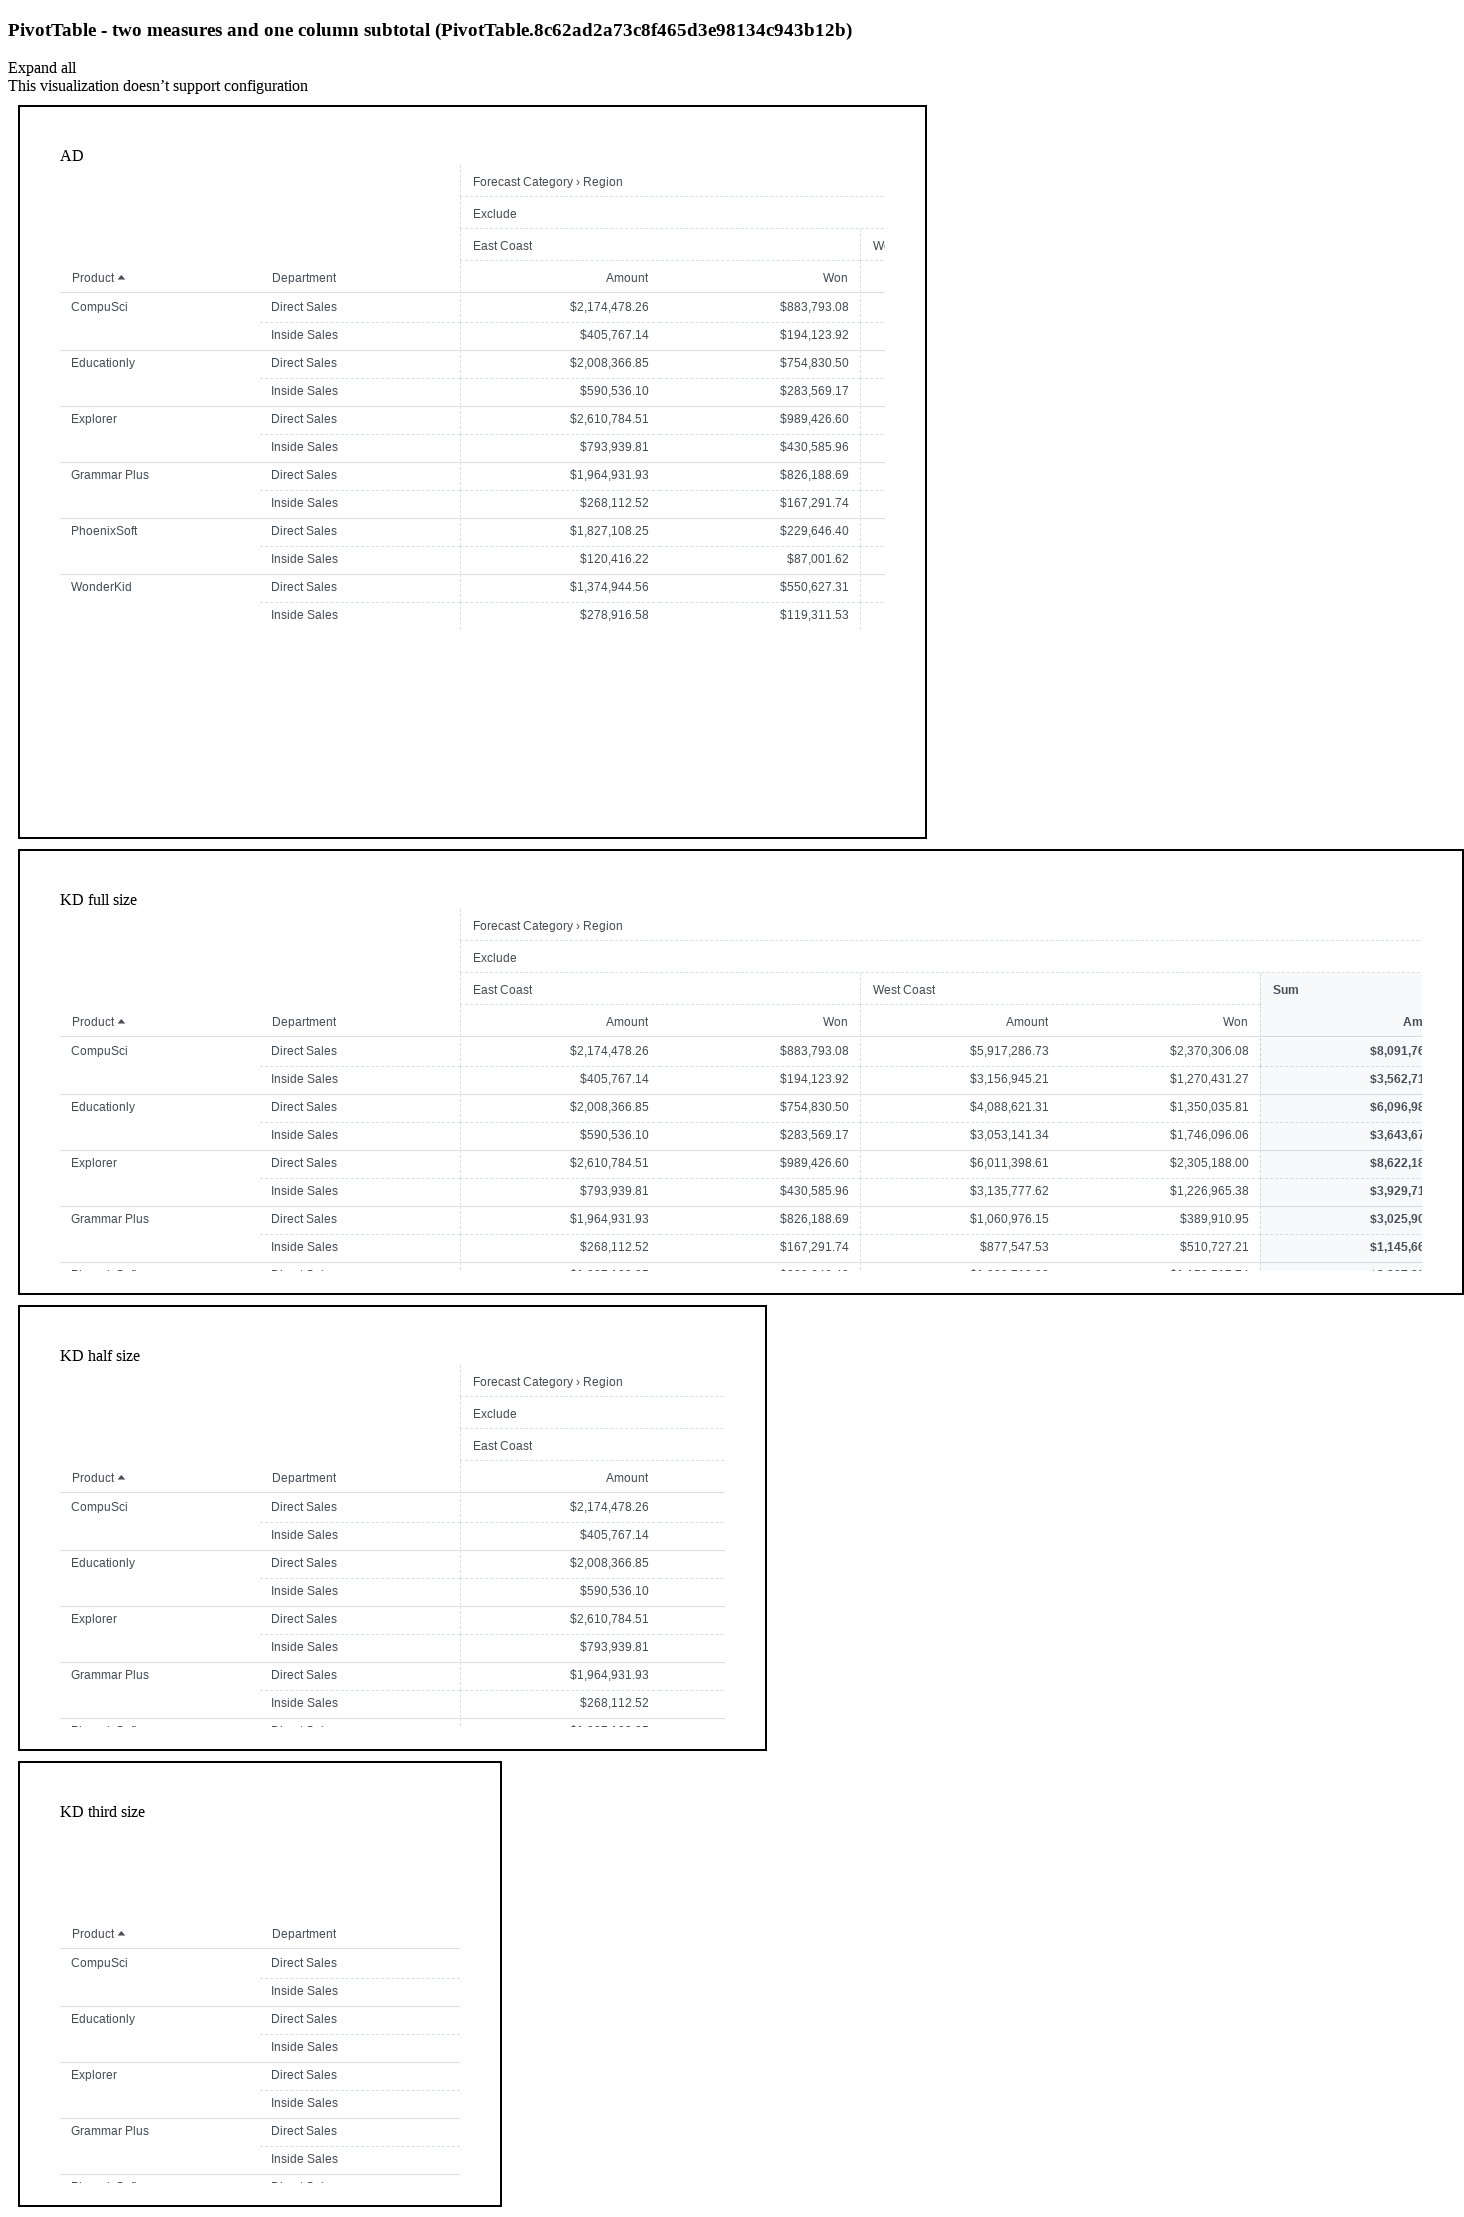 PivotTable - two measures and one column subtotal (PivotTable.8c62ad2a73c8f465d3e98134c943b12b)
Expand all
This visualization doesn’t support configuration
AD
Forecast Category › Region
Exclude
East Coast
Product Department Amount Won
CompuSci Direct Sales $2,174,478.26 $883,793.08
Inside Sales $405,767.14 $194,123.92
Educationly Direct Sales $2,008,366.85 $754,830.50
Inside Sales $590,536.10 $283,569.17
Explorer Direct Sales $2,610,784.51 $989,426.60
Inside Sales $793,939.81 $430,585.96
Grammar Plus Direct Sales $1,964,931.93 $826,188.69
Inside Sales $268,112.52 $167,291.74
PhoenixSoft Direct Sales $1,827,108.25 $229,646.40
Inside Sales $120,416.22 $87,001.62
WonderKid Direct Sales $1,374,944.56 $550,627.31
Inside Sales $278,916.58 $119,311.53
KD full size
Forecast Category › Region
Exclude
East Coast West Coast Sum
Product Department Amount Won Amount Won Am
CompuSci Direct Sales $2,174,478.26 $883,793.08 $5,917,286.73 $2,370,306.08 $8,091,76
Inside Sales $405,767.14 $194,123.92 $3,156,945.21 $1,270,431.27 $3,562,71
Educationly Direct Sales $2,008,366.85 $754,830.50 $4,088,621.31 $1,350,035.81 $6,096,98
Inside Sales $590,536.10 $283,569.17 $3,053,141.34 $1,746,096.06 $3,643,67
Explorer Direct Sales $2,610,784.51 $989,426.60 $6,011,398.61 $2,305,188.00 $8,622,18
Inside Sales $793,939.81 $430,585.96 $3,135,777.62 $1,226,965.38 $3,929,71
Grammar Plus Direct Sales $1,964,931.93 $826,188.69 $1,060,976.15 $389,910.95 $3,025,90
Inside Sales $268,112.52 $167,291.74 $877,547.53 $510,727.21 $1,145,66
KD half size
Forecast Category › Region
Exclude
East Coast
Product Department Amount
CompuSci Direct Sales $2,174,478.26
Inside Sales $405,767.14
Educationly Direct Sales $2,008,366.85
Inside Sales $590,536.10
Explorer Direct Sales $2,610,784.51
Inside Sales $793,939.81
Grammar Plus Direct Sales $1,964,931.93
Inside Sales $268,112.52
KD third size
Product Department
CompuSci Direct Sales
Inside Sales
Educationly Direct Sales
Inside Sales
Explorer Direct Sales
Inside Sales
Grammar Plus Direct Sales
Inside Sales